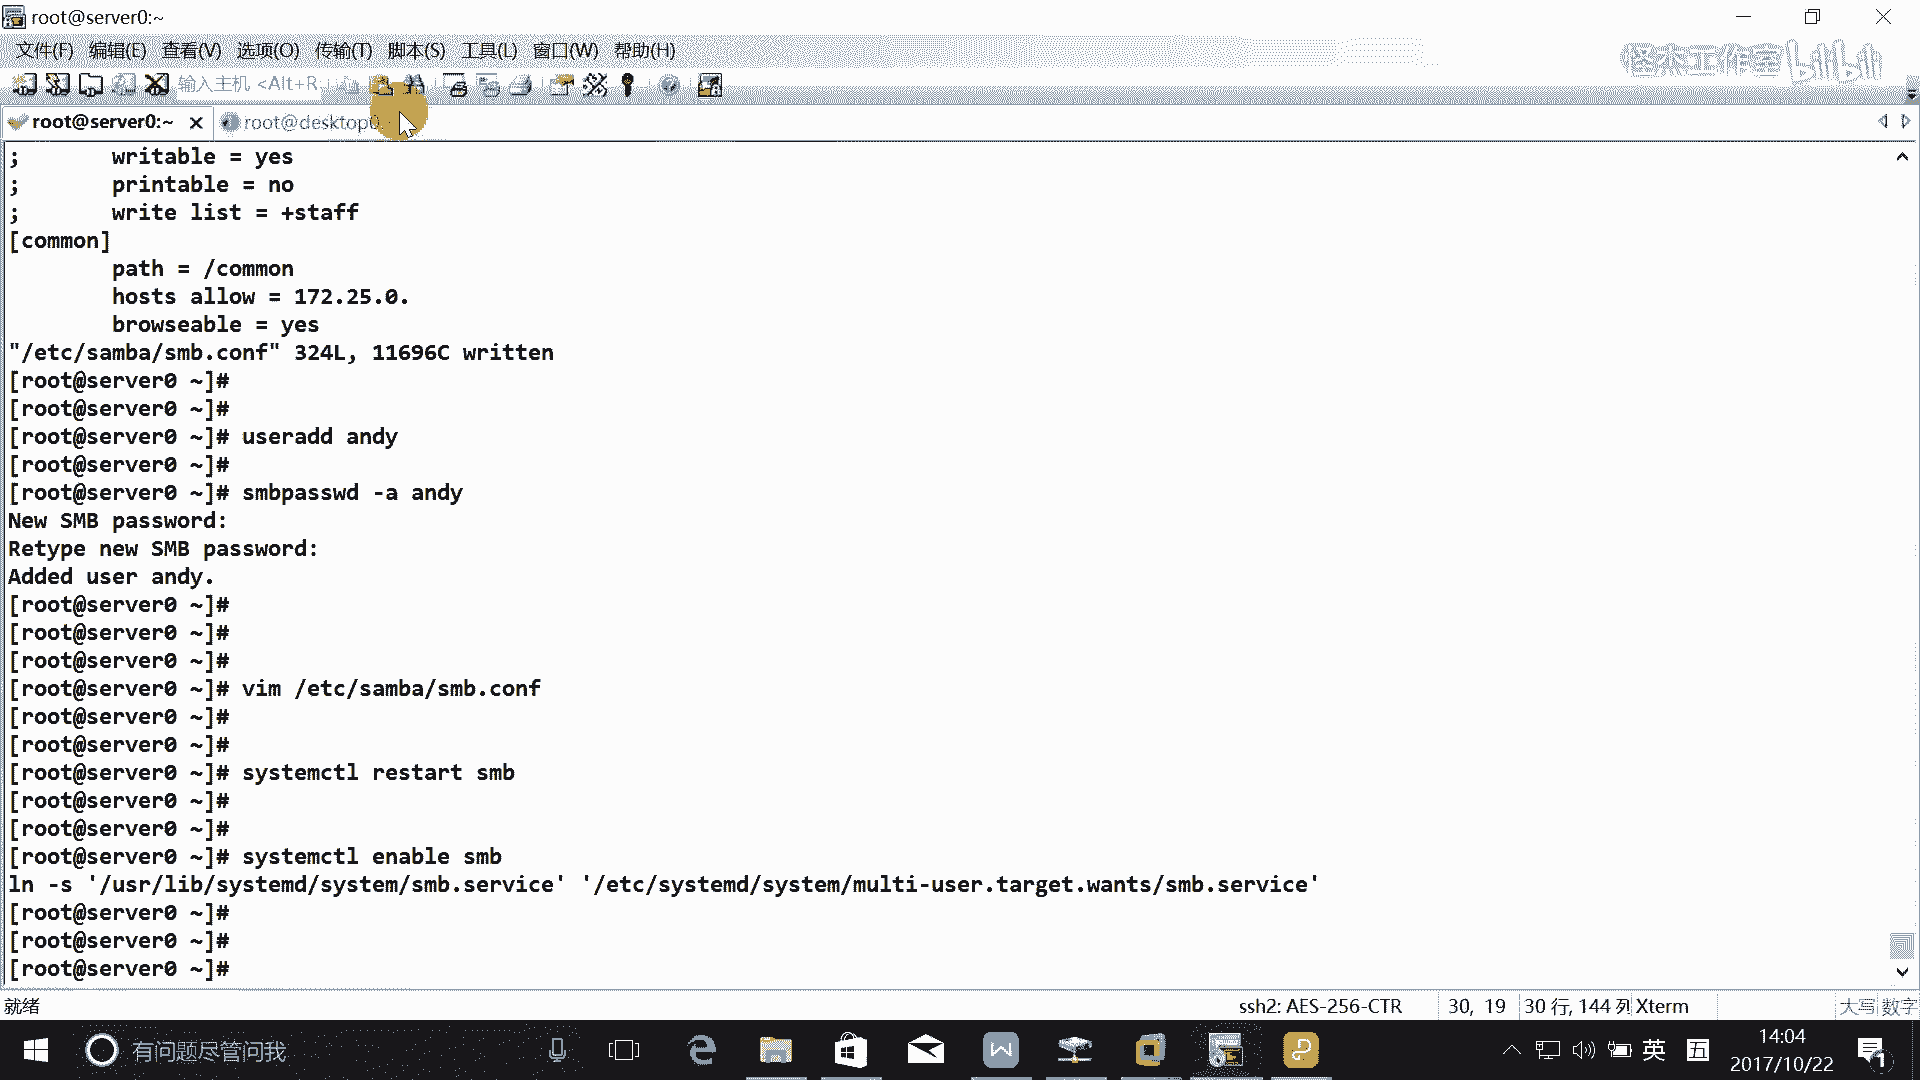 root@server0:~
文件(F) 编辑(E) 查看(V) 选项(O) 传输(T) 脚本(S) 工具(L) 窗口(W) 帮助(H)
怪杰工作室 bilibili
输入主机 <Alt+R
root@server0:~ root@desktop0
; writable = yes
; printable = no
; write list = +staff
[common]
path = /common
hosts allow = 172.25.0.
browseable = yes
"/etc/samba/smb.conf" 324L, 11696C written
[root@server0 ~]#
[root@server0 ~]#
[root@server0 ~]# useradd andy
[root@server0 ~]#
[root@server0 ~]# smbpasswd -a andy
New SMB password:
Retype new SMB password:
Added user andy.
[root@server0 ~]#
[root@server0 ~]#
[root@server0 ~]#
[root@server0 ~]# vim /etc/samba/smb.conf
[root@server0 ~]#
[root@server0 ~]#
[root@server0 ~]# systemctl restart smb
[root@server0 ~]#
[root@server0 ~]#
[root@server0 ~]# systemctl enable smb
ln -s '/usr/lib/systemd/system/smb.service' '/etc/systemd/system/multi-user.target.wants/smb.service'
[root@server0 ~]#
[root@server0 ~]#
[root@server0 ~]#
就绪 ssh2: AES-256-CTR 30, 19 30 行, 144 列 Xterm 大写 数字
有问题尽管问我 英 五 14:04
2017/10/22 1